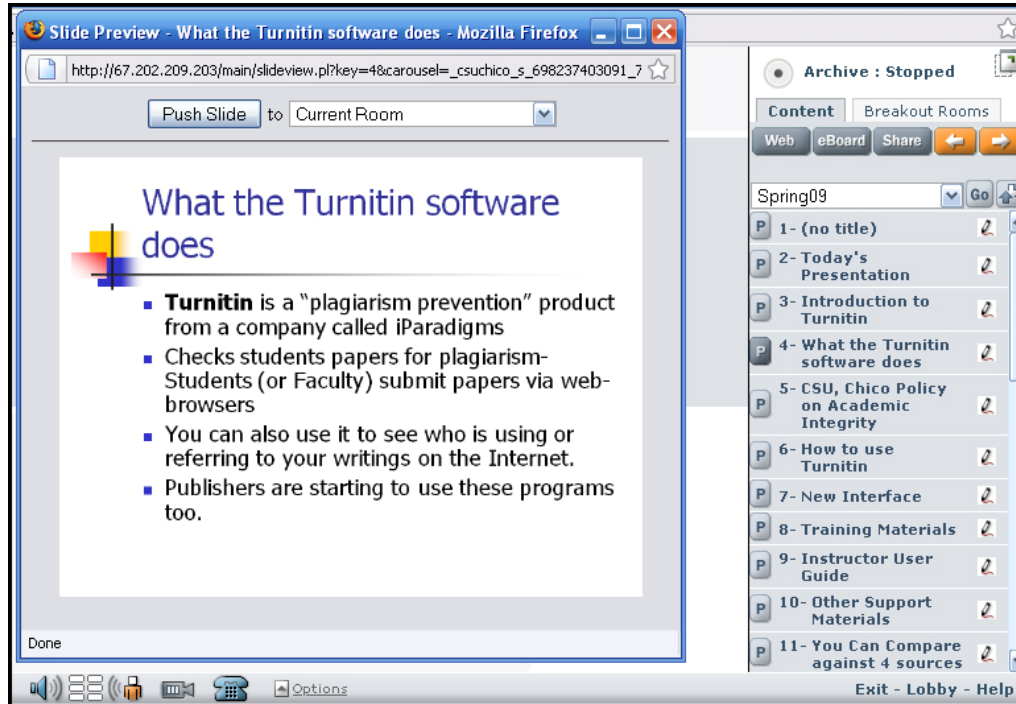 Slide Preview - What the Turnitin software does - Mozilla Firefox
http://67.202.209.203/main/slideview.pl?key=4&carousel=_csuchico_s_698237403091_7
Push Slide to Current Room
What the Turnitin software
does
Turnitin is a “plagiarism prevention” product
from a company called iParadigms
Checks students papers for plagiarism-
Students (or Faculty) submit papers via web-
browsers
You can also use it to see who is using or
referring to your writings on the Internet.
Publishers are starting to use these programs
too.
Done
Archive : Stopped
Content Breakout Rooms
Web eBoard Share
Spring09 Go
P 1- (no title)
P 2- Today's
Presentation
P 3- Introduction to
Turnitin
P 4- What the Turnitin
software does
P 5- CSU, Chico Policy
on Academic
Integrity
P 6- How to use
Turnitin
P 7- New Interface
P 8- Training Materials
P 9- Instructor User
Guide
P 10- Other Support
Materials
P 11- You Can Compare
against 4 sources
Options
Exit - Lobby - Help